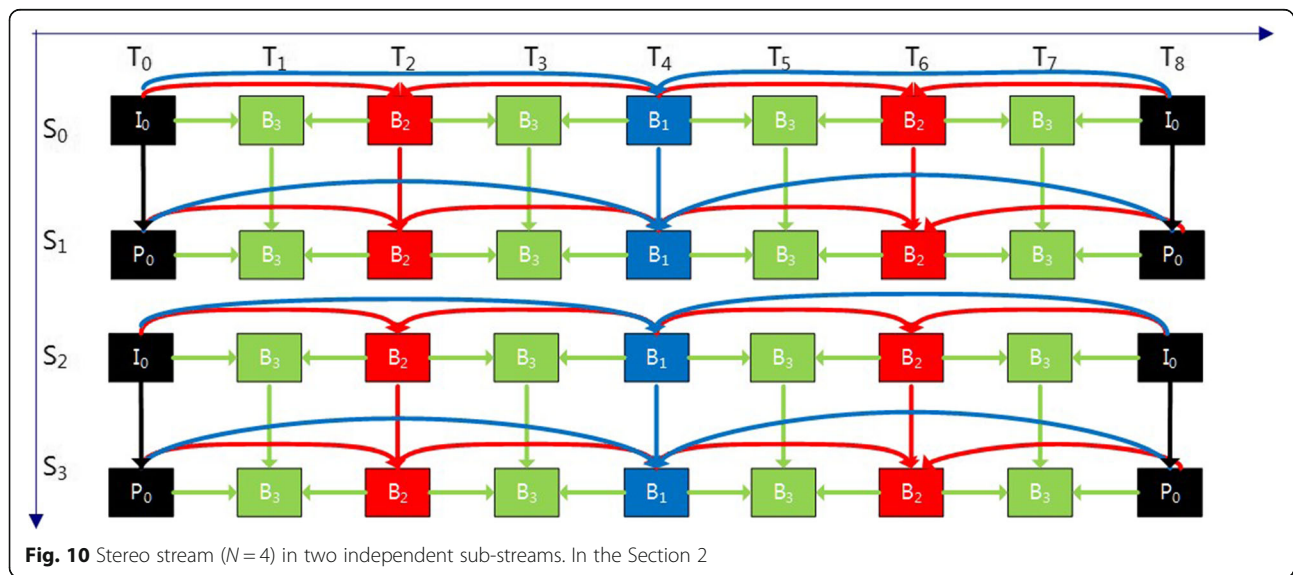 T₀ T₁ T₂ T₃ T₄ T₅ T₆ T₇ T₈
S₀ I₀ B₃ B₂ B₃ B₁ B₃ B₂ B₃ I₀
S₁ P₀ B₃ B₂ B₃ B₁ B₃ B₂ B₃ P₀
S₂ I₀ B₃ B₂ B₃ B₁ B₃ B₂ B₃ I₀
S₃ P₀ B₃ B₂ B₃ B₁ B₃ B₂ B₃ P₀
Fig. 10 Stereo stream (N = 4) in two independent sub-streams. In the Section 2